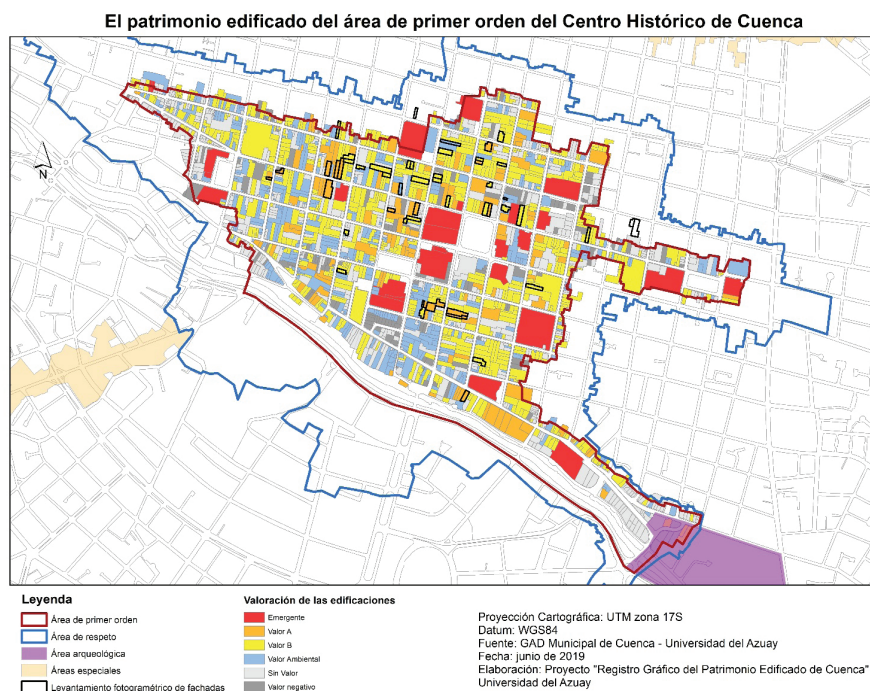 El patrimonio edificado del área de primer orden del Centro Histórico de Cuenca
N
Leyenda
Área de primer orden
Área de respeto
Área arqueológica
Áreas especiales
Levantamiento fotogramétrico de fachadas
Valoración de las edificaciones
Emergente
Valor A
Valor B
Valor Ambiental
Sin Valor
Valor negativo
Proyección Cartográfica: UTM zona 17S
Datum: WGS84
Fuente: GAD Municipal de Cuenca - Universidad del Azuay
Fecha: junio de 2019
Elaboración: Proyecto "Registro Gráfico del Patrimonio Edificado de Cuenca"
Universidad del Azuay